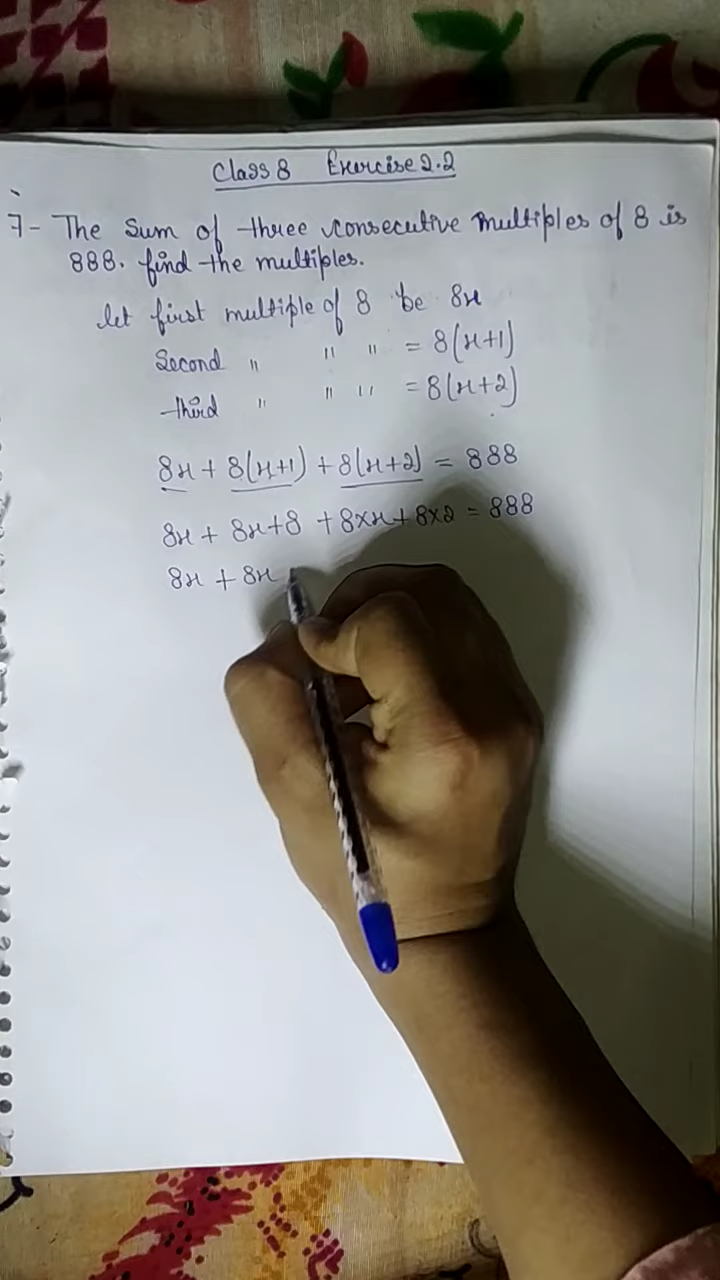 Class 8 Exercise 2.2
7- The Sum of three consecutive multiples of 8 is
888. find the multiples.
let first multiple of 8 be 8x
Second " " " = 8(x+1)
third " " " = 8(x+2)
8x + 8(x+1) + 8(x+2) = 888
8x + 8x+8 + 8×x+8×2 = 888
8x + 8x